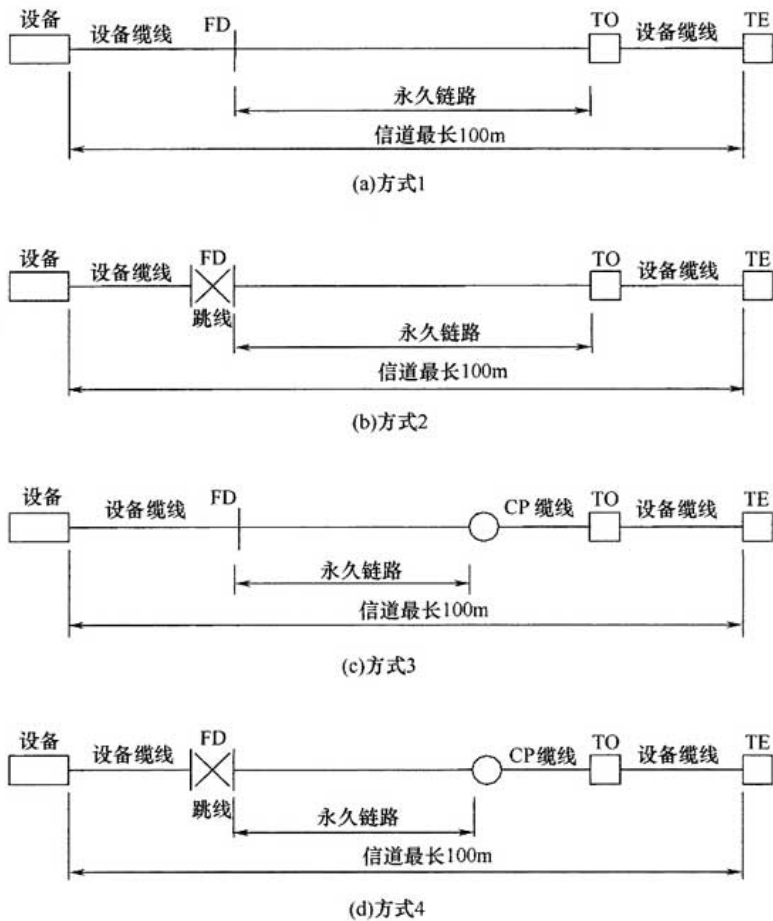 设备 设备缆线 FD TO 设备缆线 TE
永久链路
信道最长100m
(a)方式1
设备 设备缆线 FD TO 设备缆线 TE
跳线
永久链路
信道最长100m
(b)方式2
设备 设备缆线 FD CP 缆线 TO 设备缆线 TE
永久链路
信道最长100m
(c)方式3
设备 设备缆线 FD CP缆线 TO 设备缆线 TE
跳线
永久链路
信道最长100m
(d)方式4